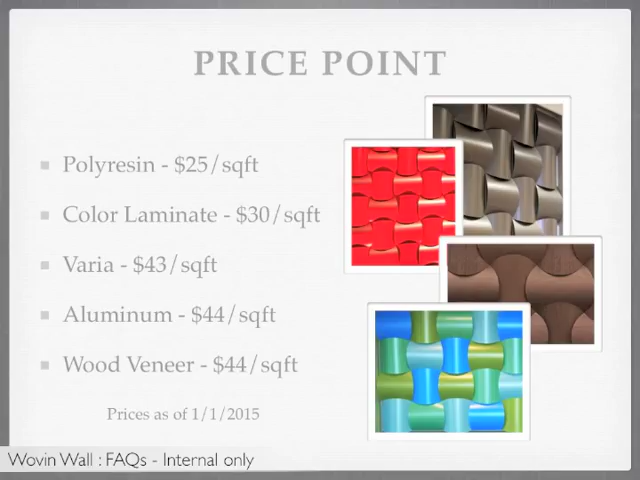 PRICE POINT
Polyresin - $25/sqft
Color Laminate - $30/sqft
Varia - $43/sqft
Aluminum - $44/sqft
Wood Veneer - $44/sqft
Prices as of 1/1/2015
Wovin Wall : FAQs - Internal only